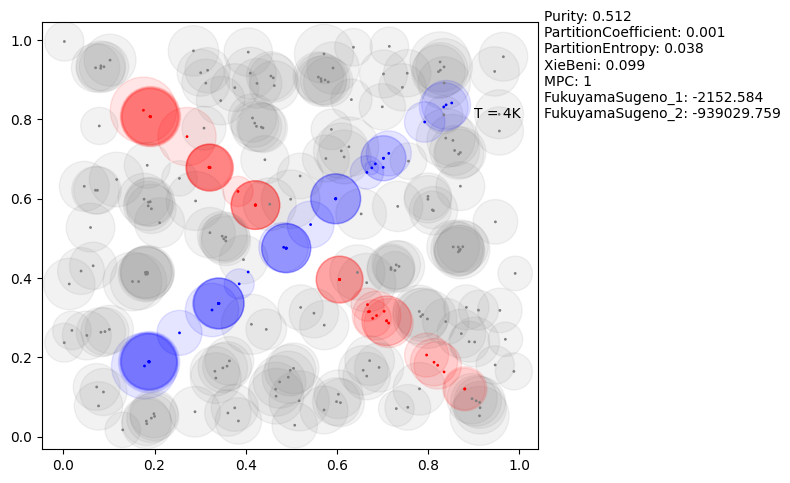 Purity: 0.512
PartitionCoefficient: 0.001
PartitionEntropy: 0.038
XieBeni: 0.099
MPC: 1
FukuyamaSugeno_1: -2152.584
FukuyamaSugeno_2: -939029.759
T = 4K
1.0
0.8
0.6
0.4
0.2
0.0
0.0 0.2 0.4 0.6 0.8 1.0